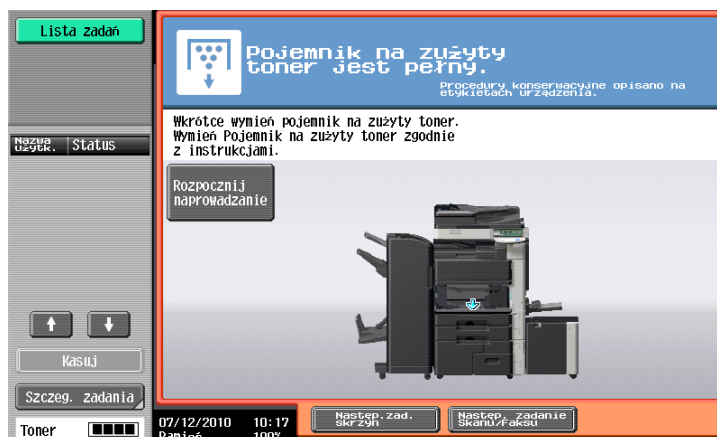 Lista zadań
Nazwa
użytk.
Status
Kasuj
Szczeg. zadania
Toner
Pojemnik na zużyty
toner jest pełny.
Procedury konserwacyjne opisano na
etykietach urządzenia.
Wkrótce wymień pojemnik na zużyty toner.
Wymień Pojemnik na zużyty toner zgodnie
z instrukcjami.
Rozpocznij
naprowadzanie
07/12/2010 10:17
Pamięć 100%
Następ.zad.
skrzyń
Następ. zadanie
Skanu/Faksu